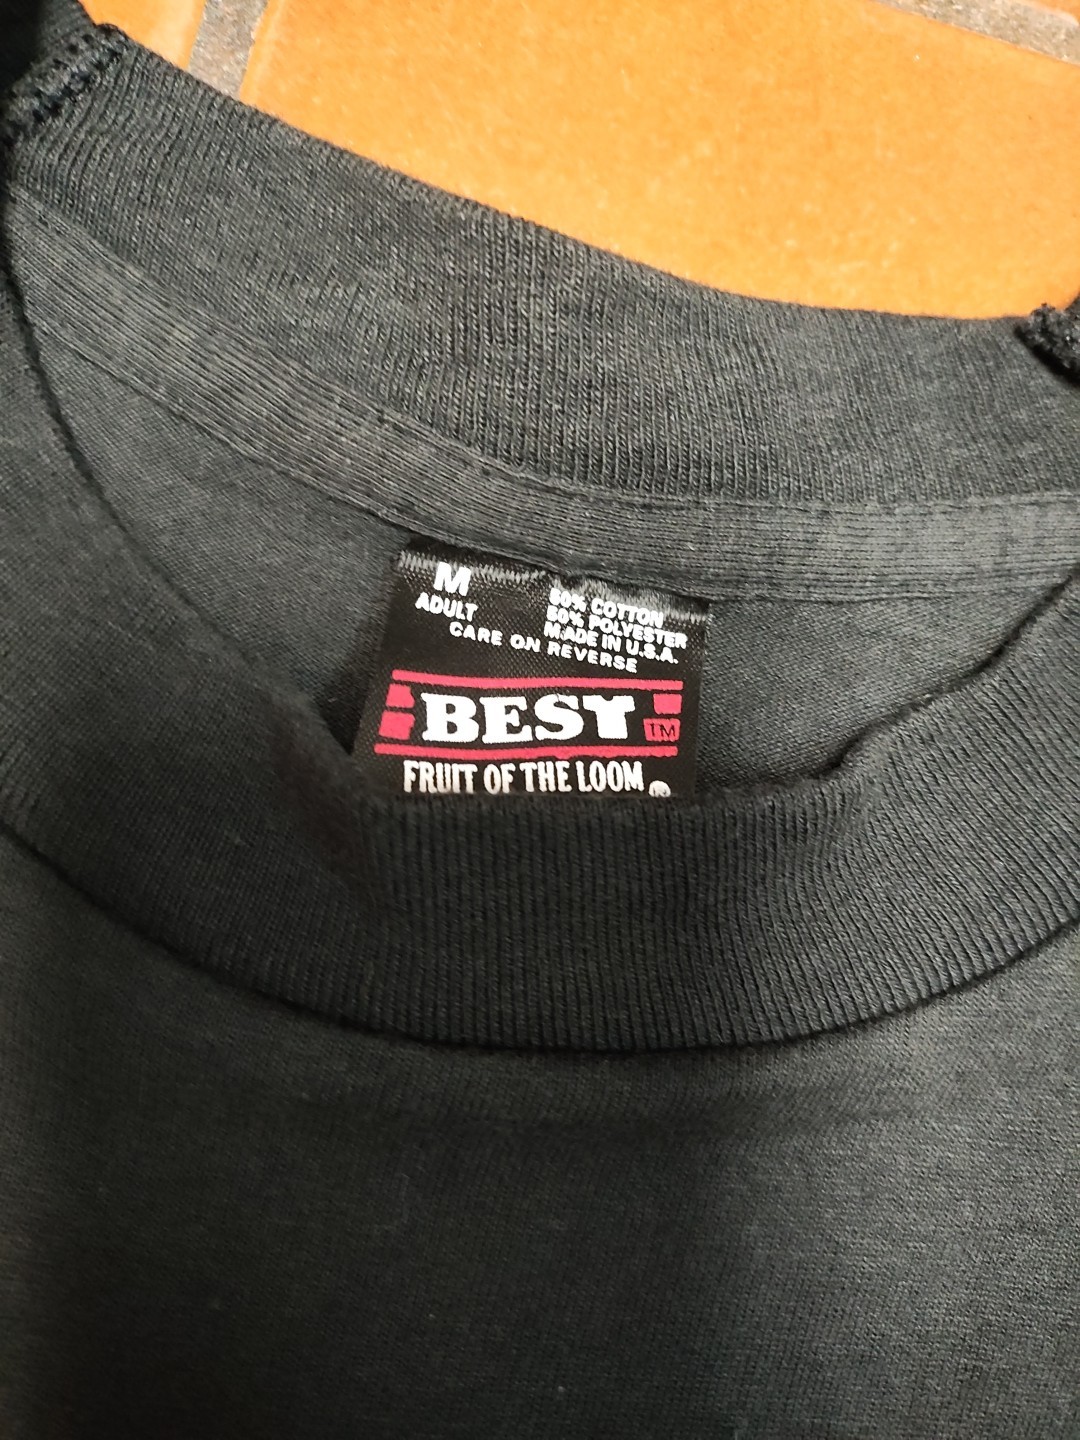 M
ADULT
50% COTTON
50% POLYESTER
MADE IN U.S.A.
CARE ON REVERSE
BEST TM
FRUIT OF THE LOOM ®